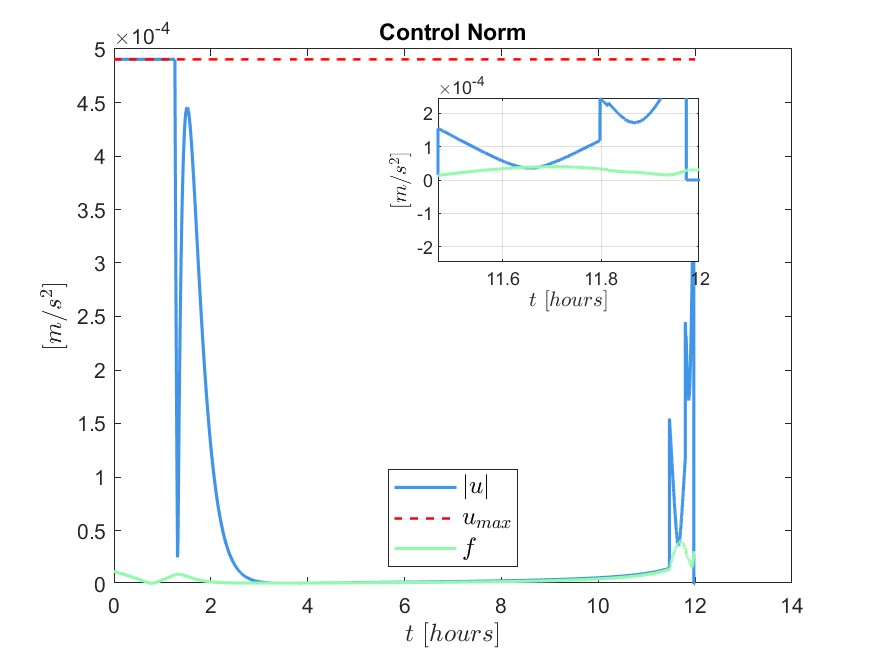 Control Norm
×10⁻⁴
5
4.5
4
3.5
3
2.5
2
1.5
1
0.5
0
[m/s²]
0 2 4 6 8 10 12 14
t [hours]
×10⁻⁴
2
1
0
-1
-2
[m/s²]
11.6 11.8 12
t [hours]
|u|
u_max
f